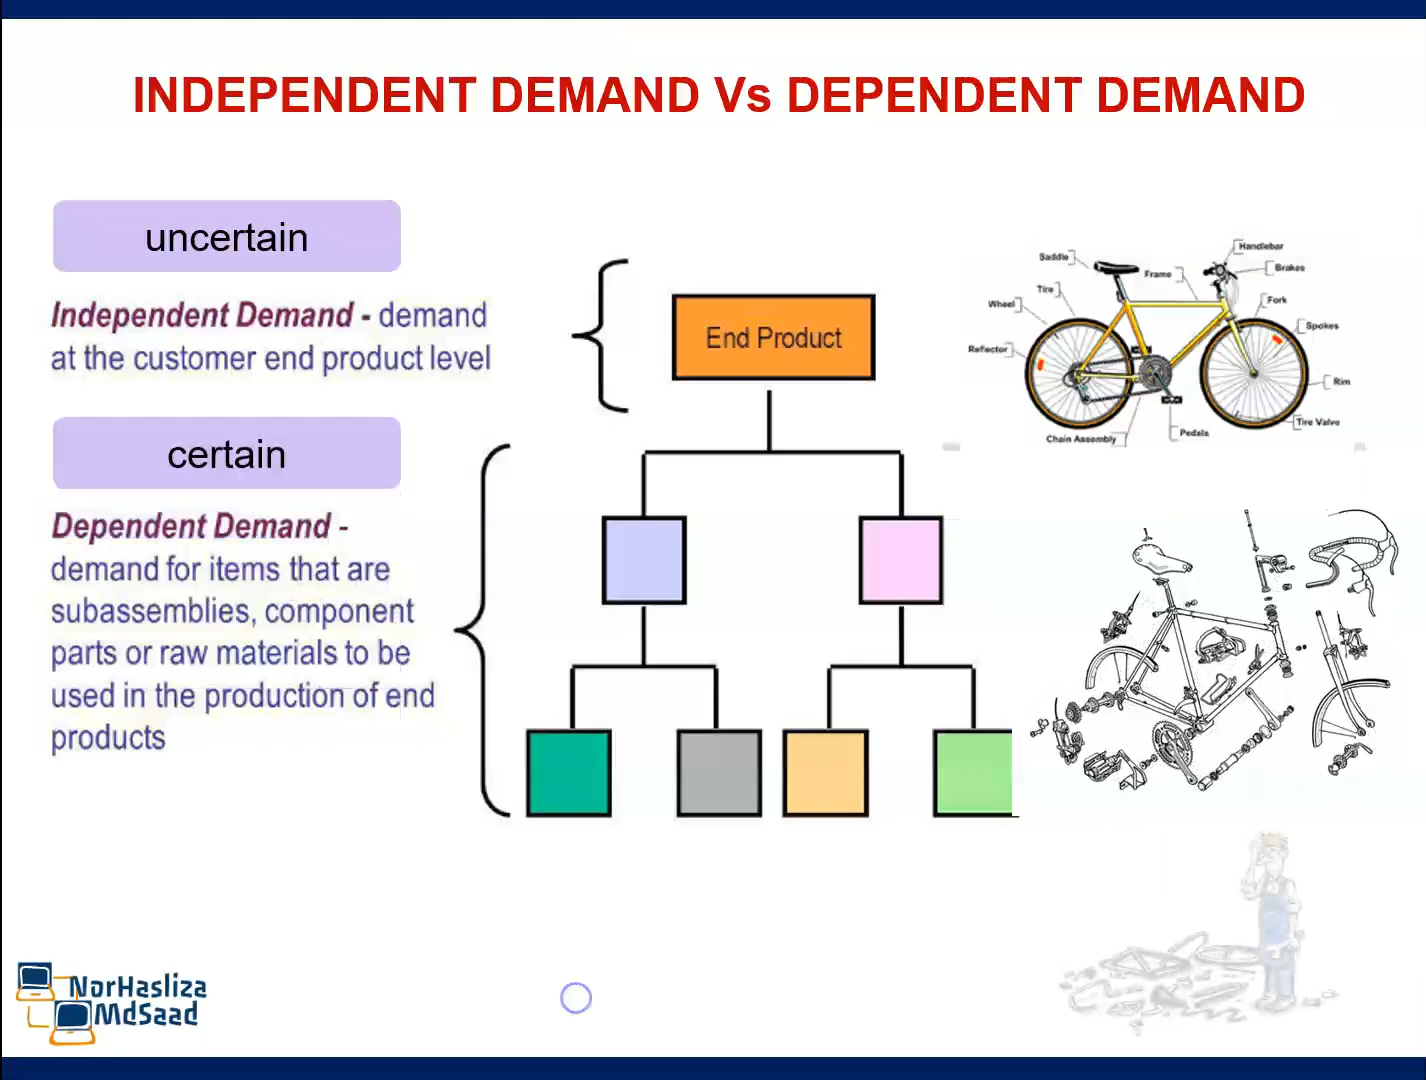 INDEPENDENT DEMAND Vs DEPENDENT DEMAND
uncertain
Independent Demand - demand
at the customer end product level
certain
Dependent Demand -
demand for items that are
subassemblies, component
parts or raw materials to be
used in the production of end
products
End Product
Handlebar
Saddle
Brakes
Frame
Tire
Fork
Wheel
Spokes
Reflector
Rim
Tire Valve
Pedals
Chain Assembly
NorHasliza
MdSaad